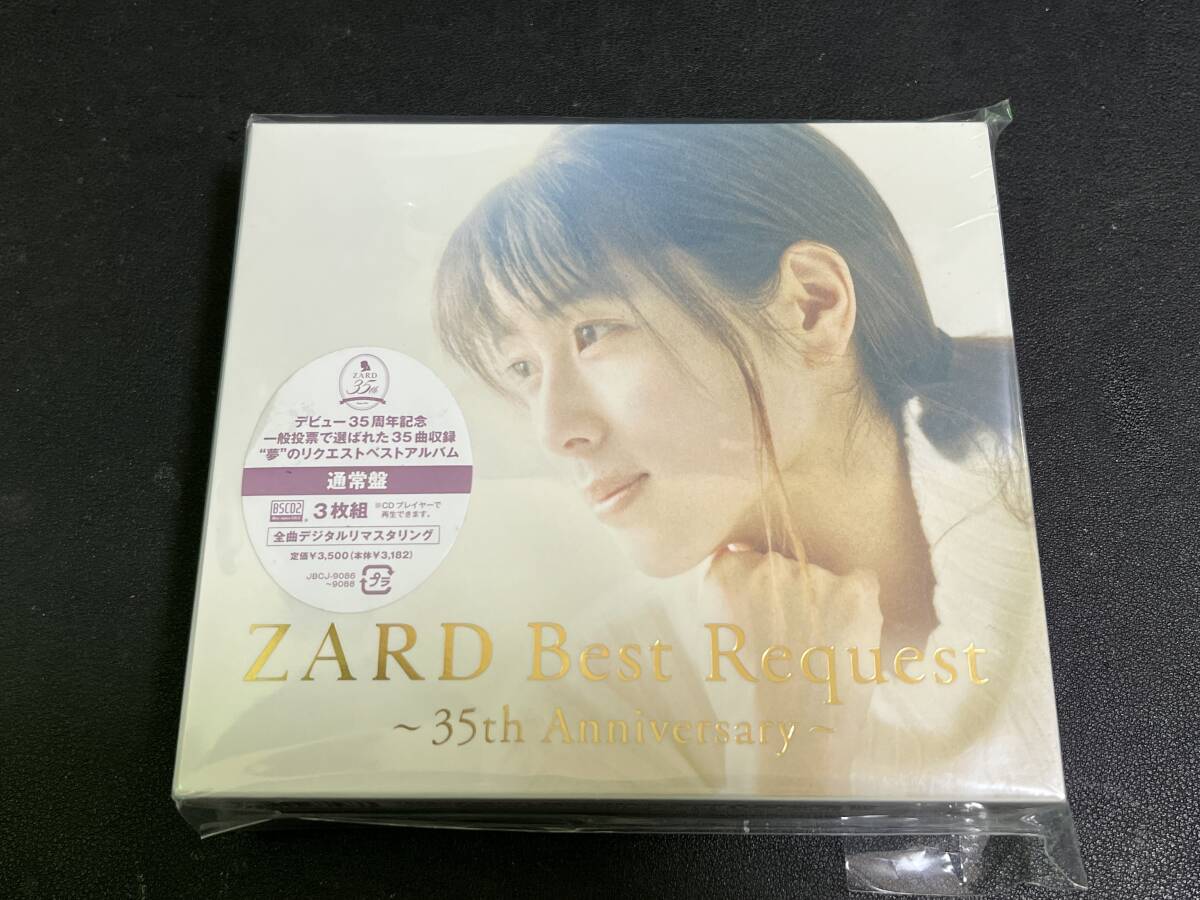 ZARD
35th
デビュー35周年記念
一般投票で選ばれた35曲収録
“夢”のリクエストベストアルバム
通常盤
BSCD2 3枚組 ※CDプレイヤーで
再生できます。
全曲デジタルリマスタリング
定価¥3,500(本体¥3,182)
JBCJ-9086
～9088
プラ
ZARD Best Request
～35th Anniversary～